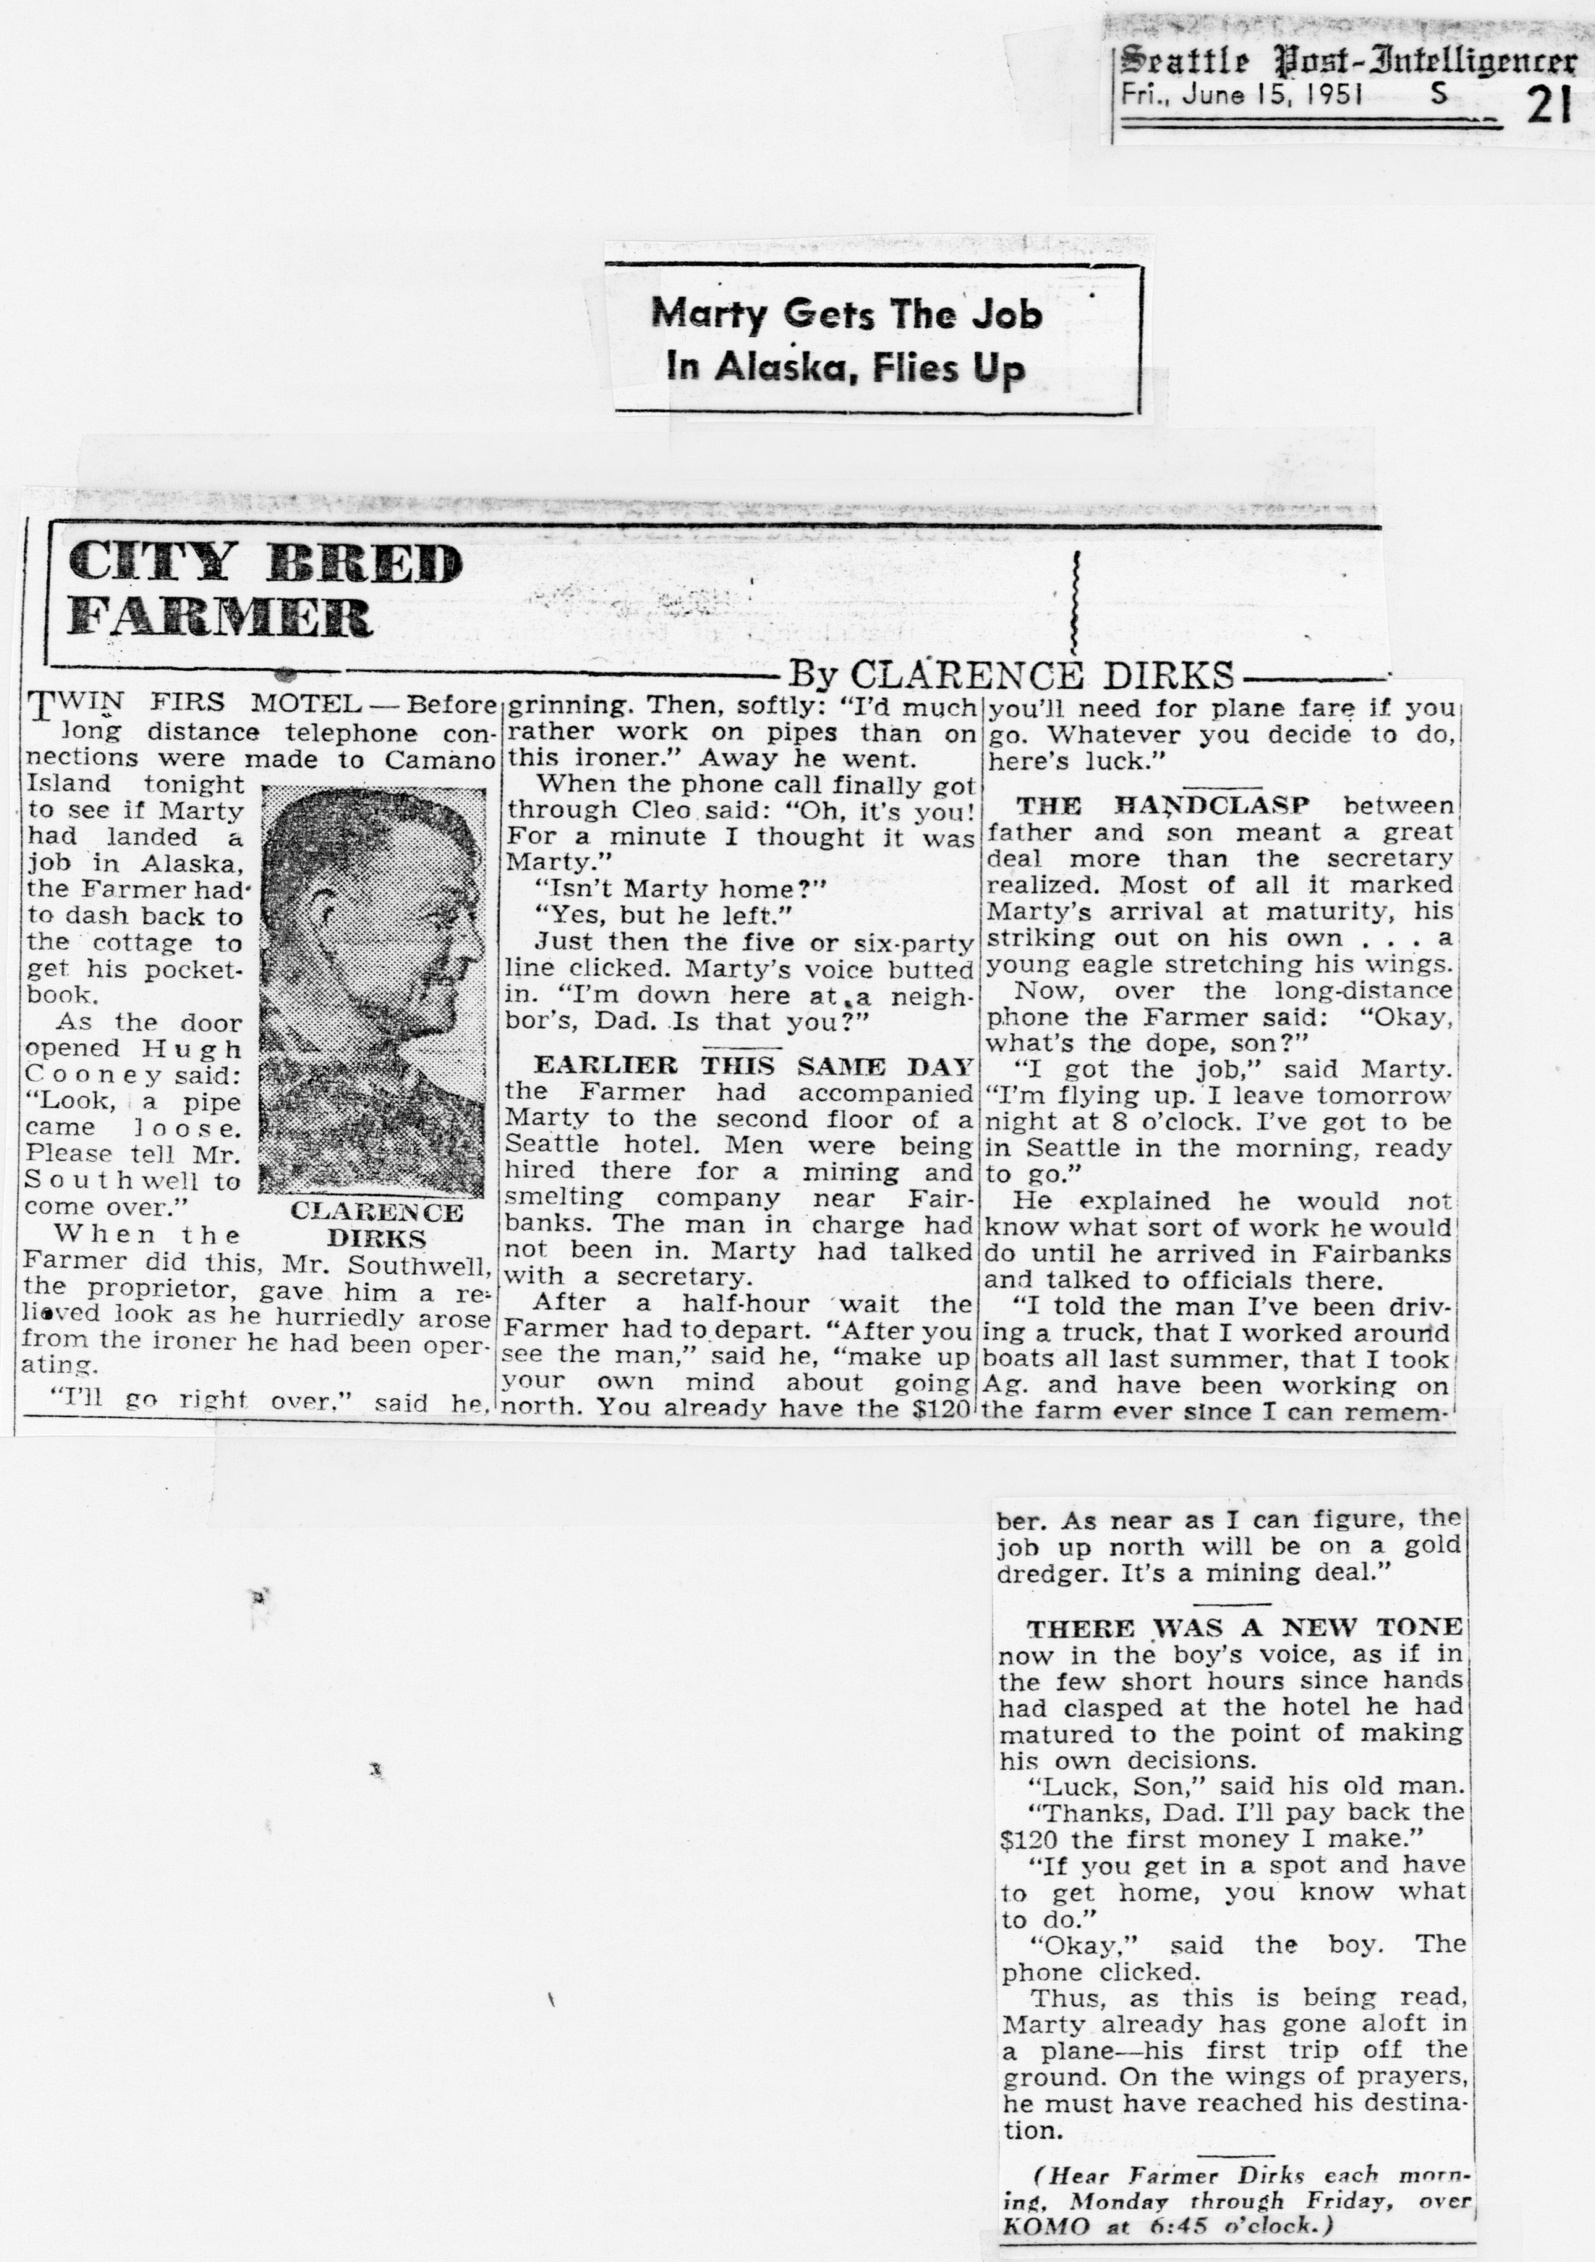 Seattle Post-Intelligencer
Fri., June 15, 1951 S 21
Marty Gets The Job
In Alaska, Flies Up
CITY BRED
FARMER
By CLARENCE DIRKS
TWIN FIRS MOTEL — Before
long distance telephone con-
nections were made to Camano
Island tonight
to see if Marty
had landed a
job in Alaska,
the Farmer had
to dash back to
the cottage to
get his pocket-
book.
As the door
opened Hugh
Cooney said:
"Look, a pipe
came loose.
Please tell Mr.
Southwell to
come over."
When the
CLARENCE
DIRKS
Farmer did this, Mr. Southwell,
the proprietor, gave him a re-
lieved look as he hurriedly arose
from the ironer he had been oper-
ating.
"I'll go right over," said he,
grinning. Then, softly: "I'd much
rather work on pipes than on
this ironer." Away he went.
When the phone call finally got
through Cleo said: "Oh, it's you!
For a minute I thought it was
Marty."
"Isn't Marty home?"
"Yes, but he left."
Just then the five or six-party
line clicked. Marty's voice butted
in. "I'm down here at a neigh-
bor's, Dad. Is that you?"
EARLIER THIS SAME DAY
the Farmer had accompanied
Marty to the second floor of a
Seattle hotel. Men were being
hired there for a mining and
smelting company near Fair-
banks. The man in charge had
not been in. Marty had talked
with a secretary.
After a half-hour wait the
Farmer had to depart. "After you
see the man," said he, "make up
your own mind about going
north. You already have the $120
you'll need for plane fare if you
go. Whatever you decide to do,
here's luck."
THE HANDCLASP between
father and son meant a great
deal more than the secretary
realized. Most of all it marked
Marty's arrival at maturity, his
striking out on his own . . . a
young eagle stretching his wings.
Now, over the long-distance
phone the Farmer said: "Okay,
what's the dope, son?"
"I got the job," said Marty.
"I'm flying up. I leave tomorrow
night at 8 o'clock. I've got to be
in Seattle in the morning, ready
to go."
He explained he would not
know what sort of work he would
do until he arrived in Fairbanks
and talked to officials there.
"I told the man I've been driv-
ing a truck, that I worked around
boats all last summer, that I took
Ag. and have been working on
the farm ever since I can remem-
ber. As near as I can figure, the
job up north will be on a gold
dredger. It's a mining deal."
THERE WAS A NEW TONE
now in the boy's voice, as if in
the few short hours since hands
had clasped at the hotel he had
matured to the point of making
his own decisions.
"Luck, Son," said his old man.
"Thanks, Dad. I'll pay back the
$120 the first money I make."
"If you get in a spot and have
to get home, you know what
to do."
"Okay," said the boy. The
phone clicked.
Thus, as this is being read,
Marty already has gone aloft in
a plane—his first trip off the
ground. On the wings of prayers,
he must have reached his destina-
tion.
(Hear Farmer Dirks each morn-
ing, Monday through Friday, over
KOMO at 6:45 o'clock.)